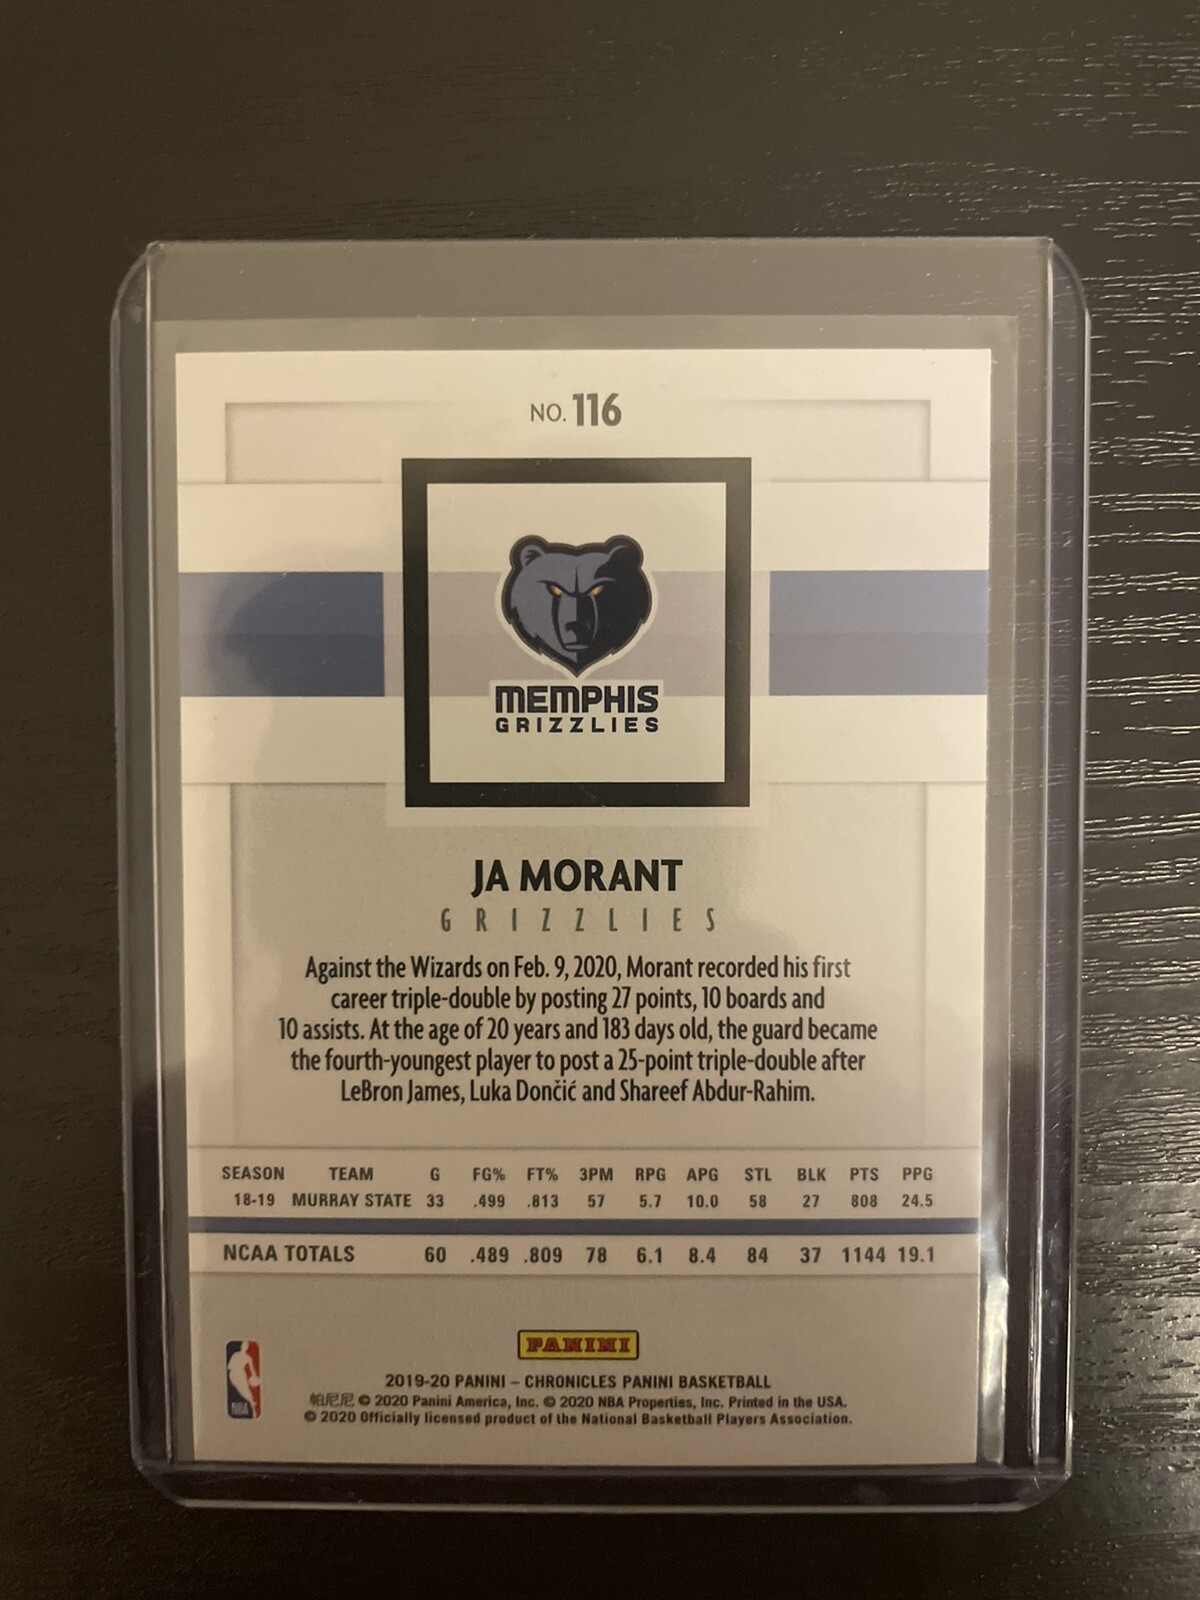 NO. 116
MEMPHIS
GRIZZLIES
JA MORANT
GRIZZLIES
Against the Wizards on Feb. 9, 2020, Morant recorded his first
career triple-double by posting 27 points, 10 boards and
10 assists. At the age of 20 years and 183 days old, the guard became
the fourth-youngest player to post a 25-point triple-double after
LeBron James, Luka Dončić and Shareef Abdur-Rahim.
SEASON TEAM G FG% FT% 3PM RPG APG STL BLK PTS PPG
18-19 MURRAY STATE 33 .499 .813 57 5.7 10.0 58 27 808 24.5
NCAA TOTALS 60 .489 .809 78 6.1 8.4 84 37 1144 19.1
PANINI
NBA
2019-20 PANINI – CHRONICLES PANINI BASKETBALL
帕尼尼 © 2020 Panini America, Inc. © 2020 NBA Properties, Inc. Printed in the USA.
© 2020 Officially licensed product of the National Basketball Players Association.